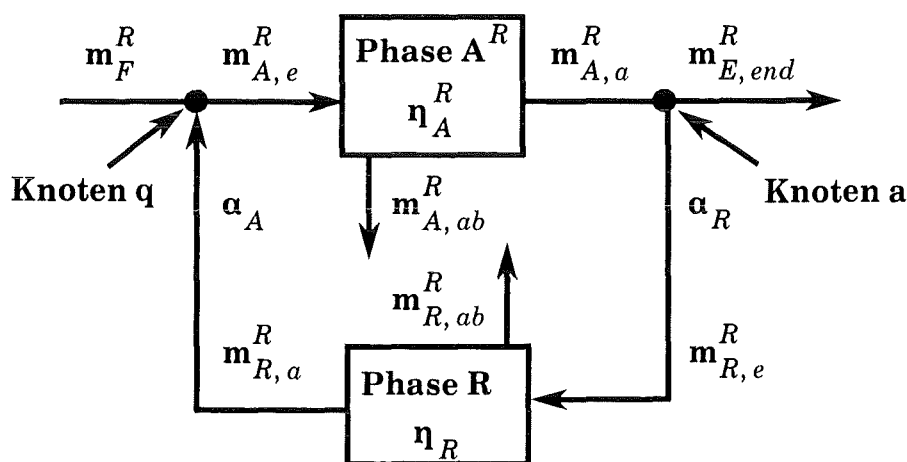 m_F^R
m_{A,e}^R
Phase A^R
η_A^R
m_{A,a}^R
m_{E,end}^R
Knoten q
α_A
m_{A,ab}^R
α_R
Knoten a
m_{R,ab}^R
m_{R,a}^R
Phase R
η_R
m_{R,e}^R